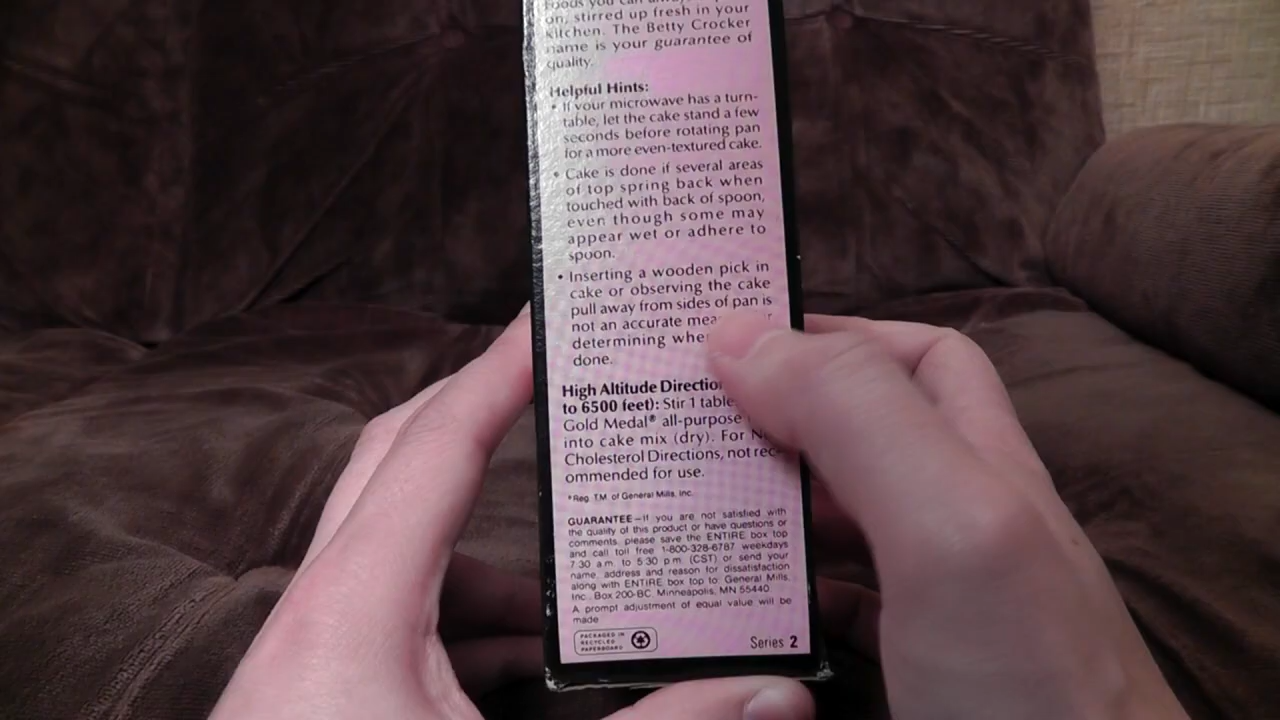 Foods you can
on, stirred up fresh in your
kitchen. The Betty Crocker
name is your guarantee of
quality.
Helpful Hints:
• If your microwave has a turn-
table, let the cake stand a few
seconds before rotating pan
for a more even-textured cake.
• Cake is done if several areas
of top spring back when
touched with back of spoon,
even though some may
appear wet or adhere to
spoon.
• Inserting a wooden pick in
cake or observing the cake
pull away from sides of pan is
not an accurate
determining
done.
High Altitude
to 6500 feet): Stir 1
Gold Medal® all-purpose
into cake mix (dry). For
Cholesterol Directions, not rec-
ommended for use.
*Reg. T.M. of General Mills, Inc.
GUARANTEE—If you are not satisfied with
the quality of this product or have questions or
comments, please save the ENTIRE box top
and call toll free 1-800-328-6787 weekdays
7:30 a.m. to 5:30 p.m. (CST) or send your
name, address and reason for dissatisfaction
along with ENTIRE box top to General Mills,
Inc., Box 200-BC, Minneapolis, MN 55440.
A prompt adjustment of equal value will be
made
PACKAGED IN
RECYCLED
PAPERBOARD
Series 2